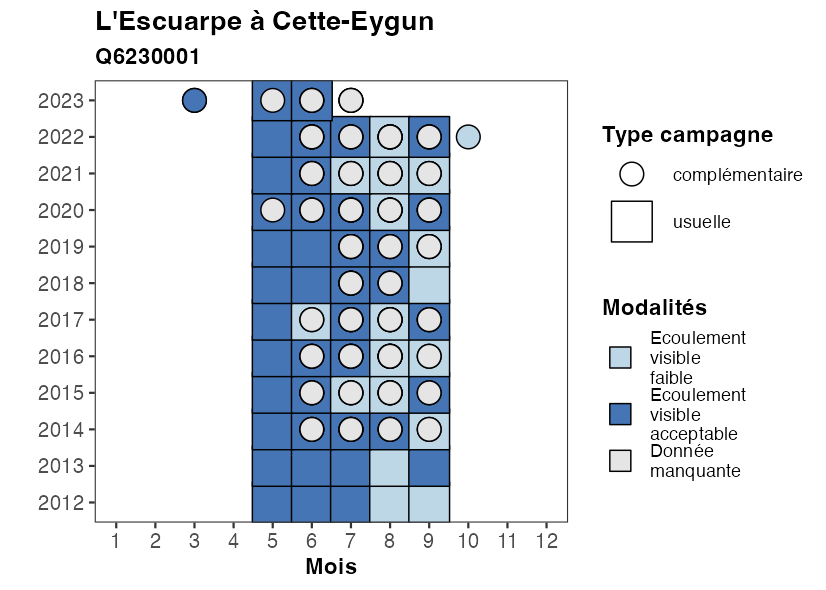 L'Escuarpe à Cette-Eygun
Q6230001
2023
2022
2021
2020
2019
2018
2017
2016
2015
2014
2013
2012
1 2 3 4 5 6 7 8 9 10 11 12
Mois
Type campagne
complémentaire
usuelle
Modalités
Ecoulement
visible
faible
Ecoulement
visible
acceptable
Donnée
manquante